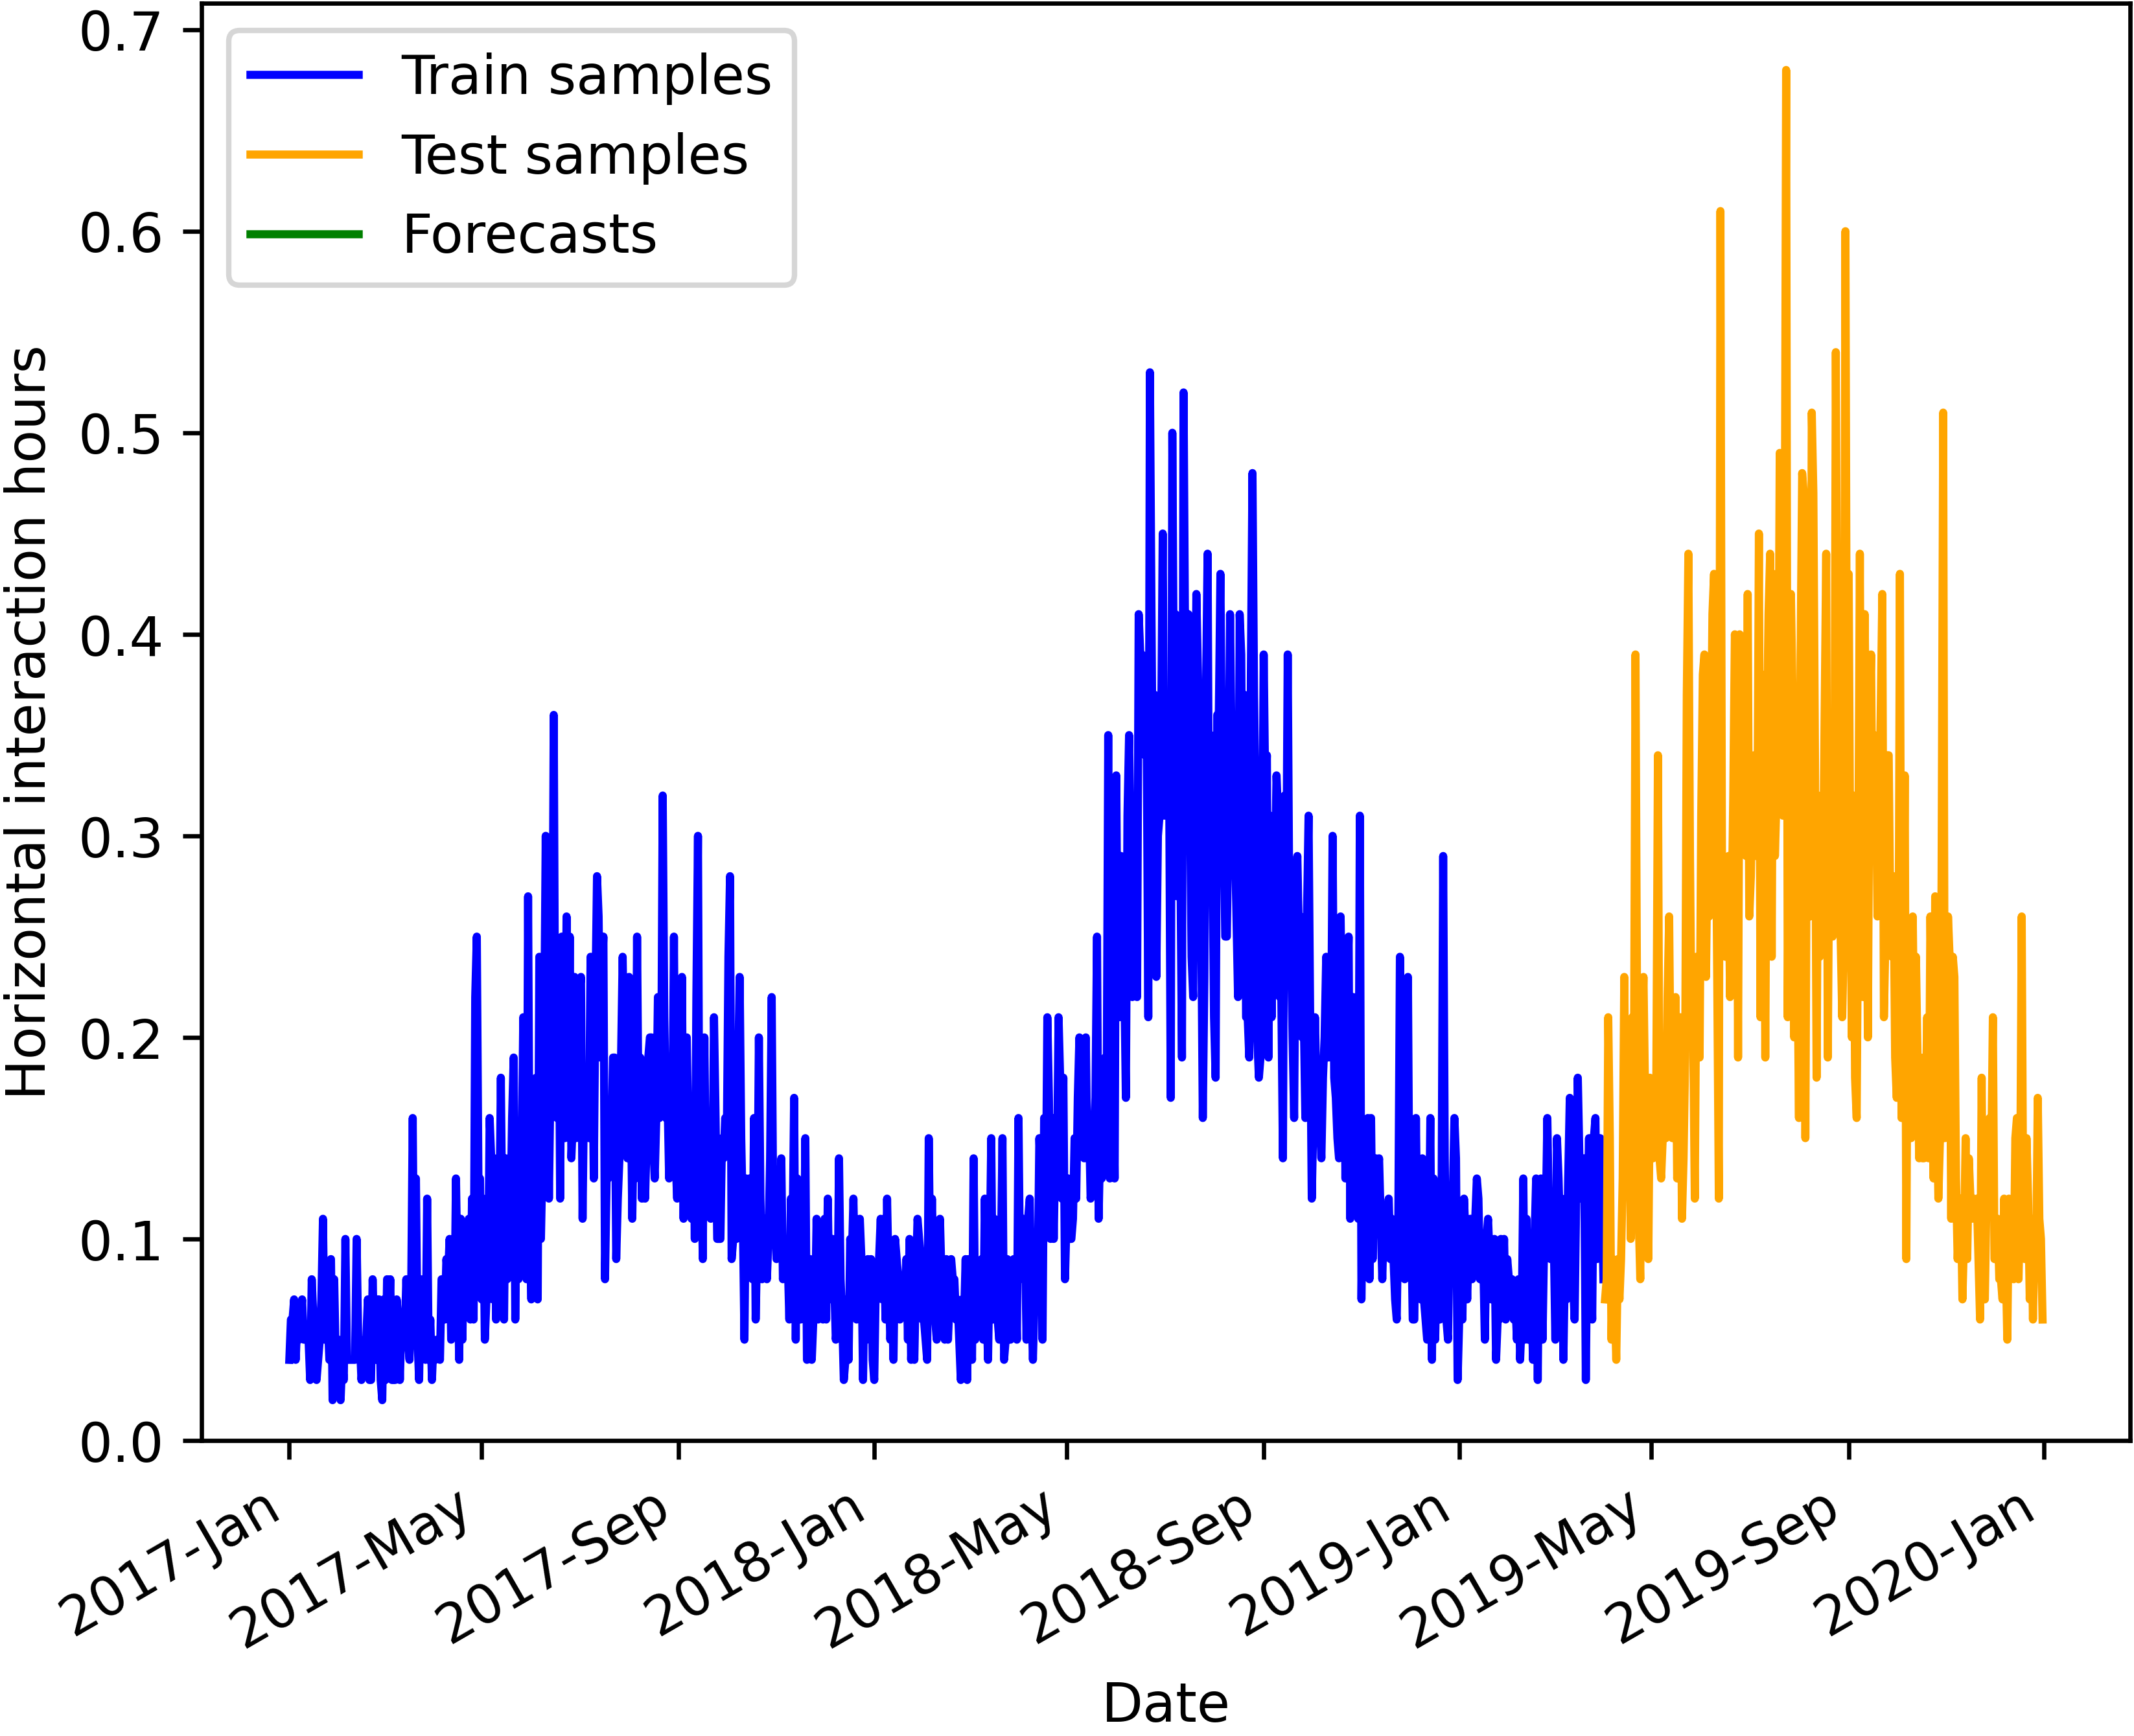 0.7
0.6
0.5
0.4
0.3
0.2
0.1
0.0
Horizontal interaction hours
Train samples
Test samples
Forecasts
2017-Jan
2017-May
2017-Sep
2018-Jan
2018-May
2018-Sep
2019-Jan
2019-May
2019-Sep
2020-Jan
Date